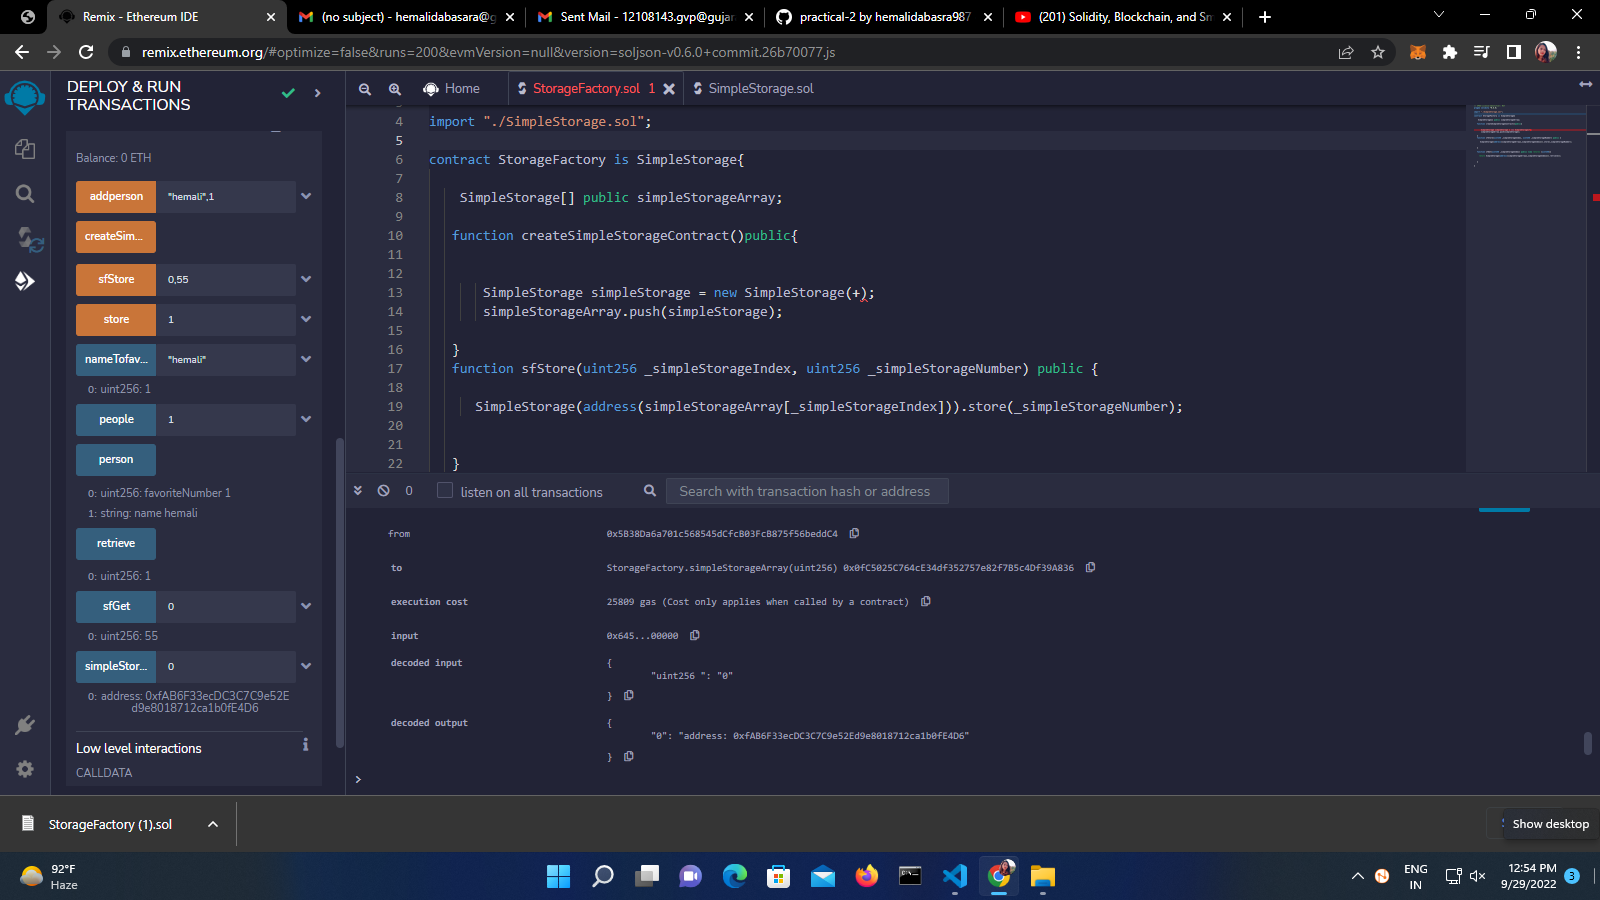 Remix - Ethereum IDE
(no subject) - hemalidabasara@g
Sent Mail - 12108143.gvp@gujar
practical-2 by hemalidabasra987
(201) Solidity, Blockchain, and Sm
remix.ethereum.org/#optimize=false&runs=200&evmVersion=null&version=soljson-v0.6.0+commit.26b70077.js
DEPLOY & RUN
TRANSACTIONS
Home
StorageFactory.sol 1
SimpleStorage.sol
Balance: 0 ETH
addperson "hemali",1
createSim...
sfStore 0,55
store 1
nameTofav... "hemali"
0: uint256: 1
people 1
person
0: uint256: favoriteNumber 1
1: string: name hemali
retrieve
0: uint256: 1
sfGet 0
0: uint256: 55
simpleStor... 0
0: address: 0xfAB6F33ecDC3C7C9e52E
d9e8018712ca1b0fE4D6
Low level interactions
CALLDATA
4 import "./SimpleStorage.sol";
5
6 contract StorageFactory is SimpleStorage{
7
8 SimpleStorage[] public simpleStorageArray;
9
10 function createSimpleStorageContract()public{
11
12
13 SimpleStorage simpleStorage = new SimpleStorage(+);
14 simpleStorageArray.push(simpleStorage);
15
16 }
17 function sfStore(uint256 _simpleStorageIndex, uint256 _simpleStorageNumber) public {
18
19 SimpleStorage(address(simpleStorageArray[_simpleStorageIndex])).store(_simpleStorageNumber);
20
21
22 }
0 listen on all transactions Search with transaction hash or address
from 0x5B38Da6a701c568545dCfcB03FcB875f56beddC4
to StorageFactory.simpleStorageArray(uint256) 0x0fC5025C764cE34df352757e82f7B5c4Df39A836
execution cost 25809 gas (Cost only applies when called by a contract)
input 0x645...00000
decoded input {
"uint256 ": "0"
}
decoded output {
"0": "address: 0xfAB6F33ecDC3C7C9e52Ed9e8018712ca1b0fE4D6"
}
>
StorageFactory (1).sol
Show desktop
92°F
Haze
ENG
IN
12:54 PM
9/29/2022
3